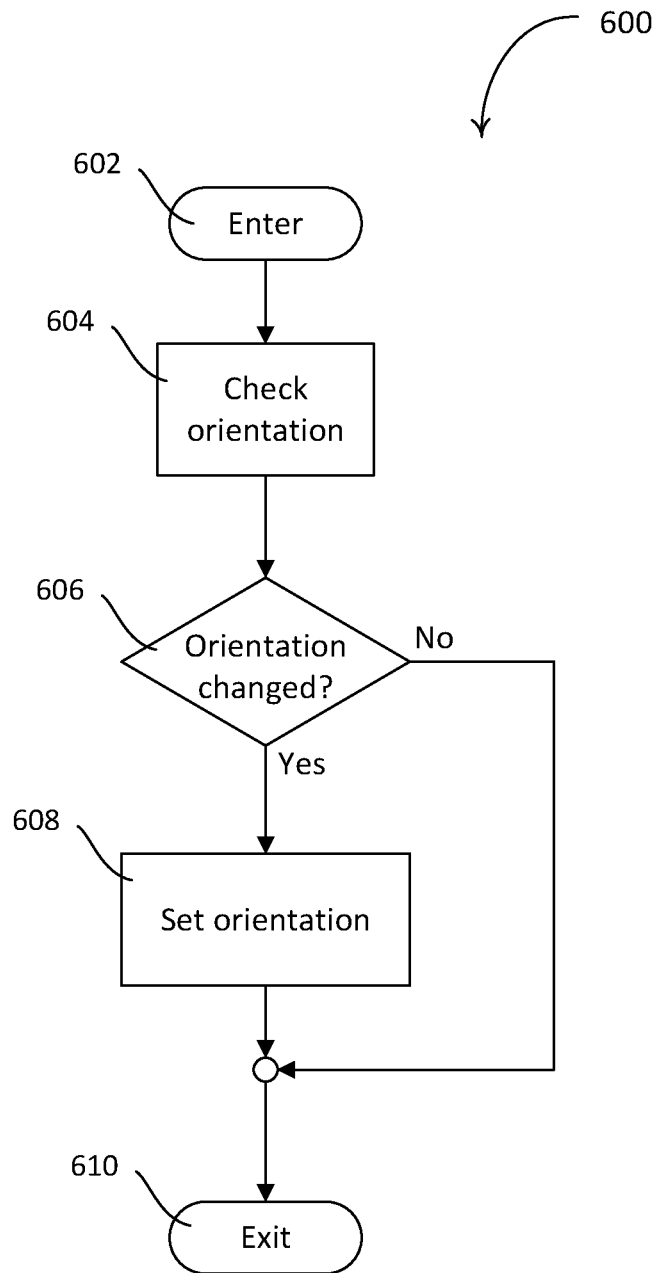 600
602
Enter
604
Check
orientation
606
Orientation
changed?
No
Yes
608
Set orientation
610
Exit